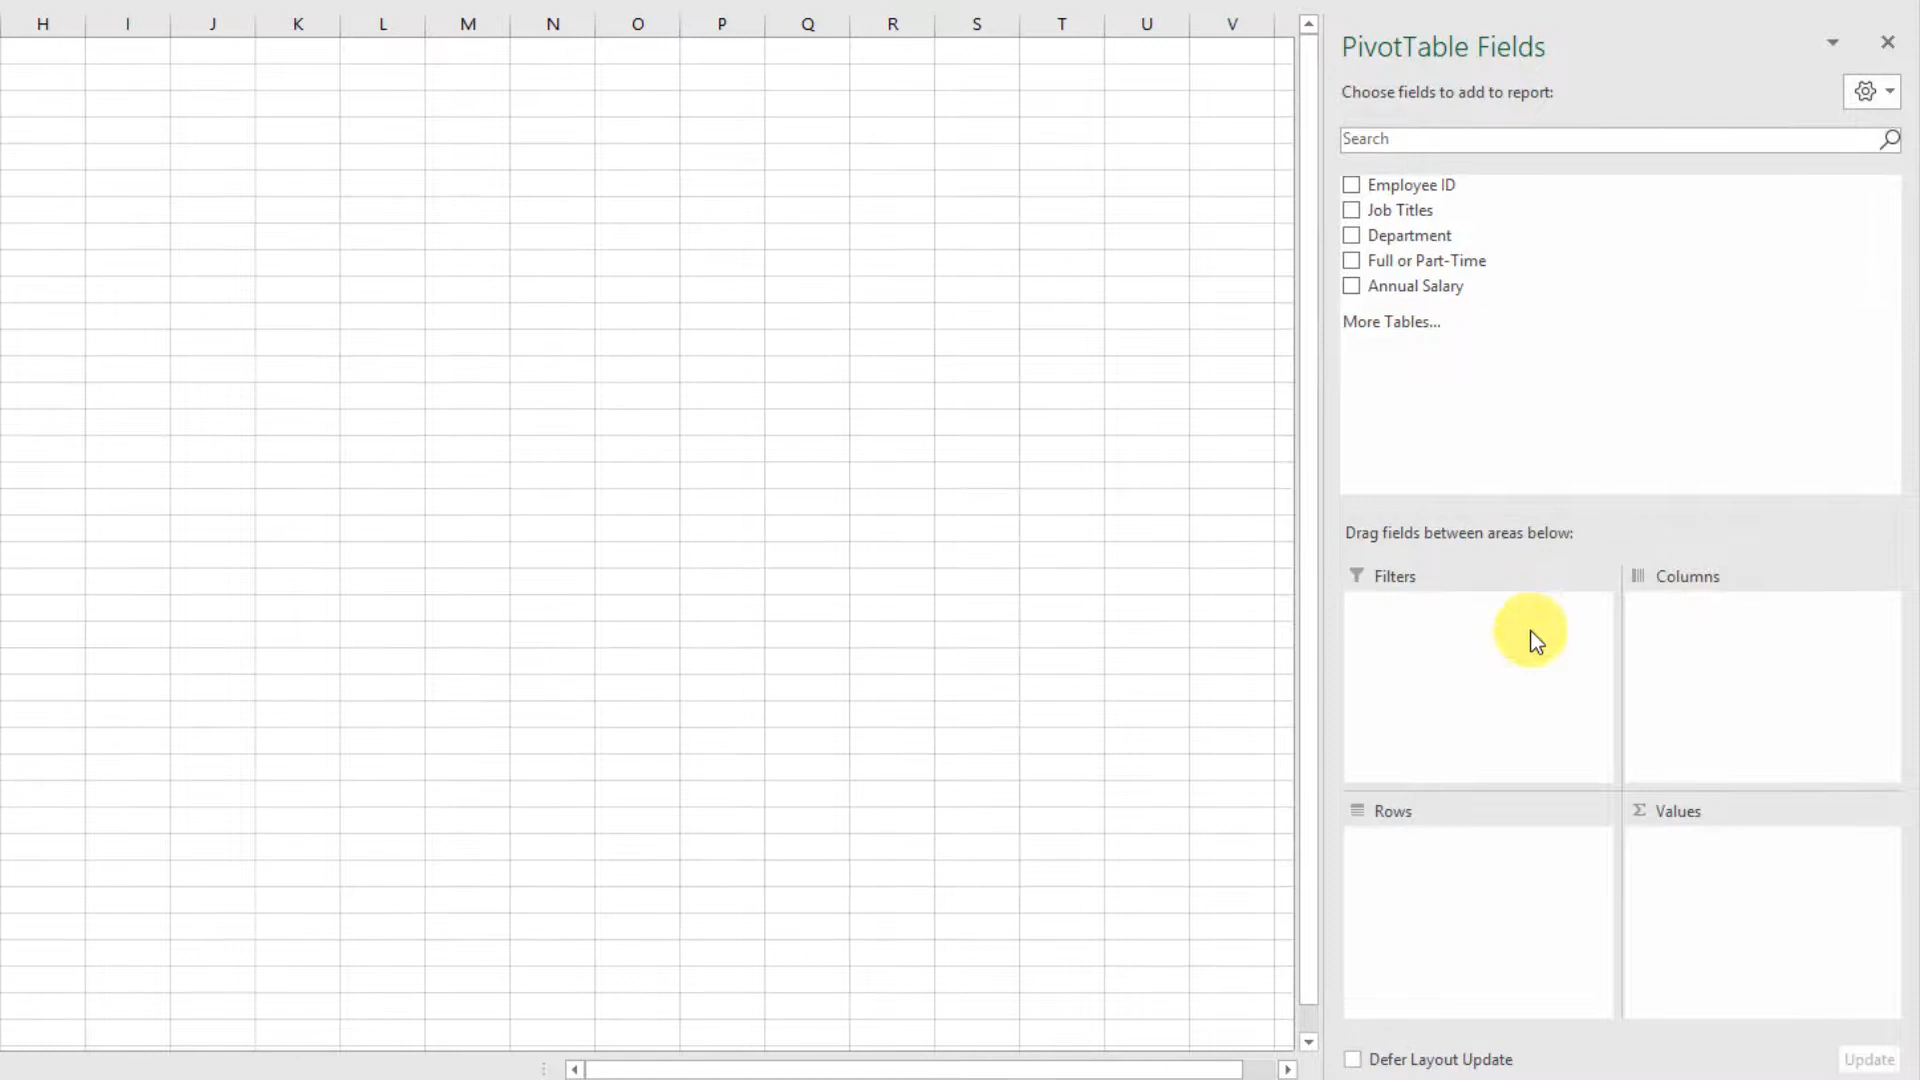 H I J K L M N O P Q R S T U V
PivotTable Fields
Choose fields to add to report:
Search
Employee ID
Job Titles
Department
Full or Part-Time
Annual Salary
More Tables...
Drag fields between areas below:
Filters
Columns
Rows
Σ Values
Defer Layout Update
Update